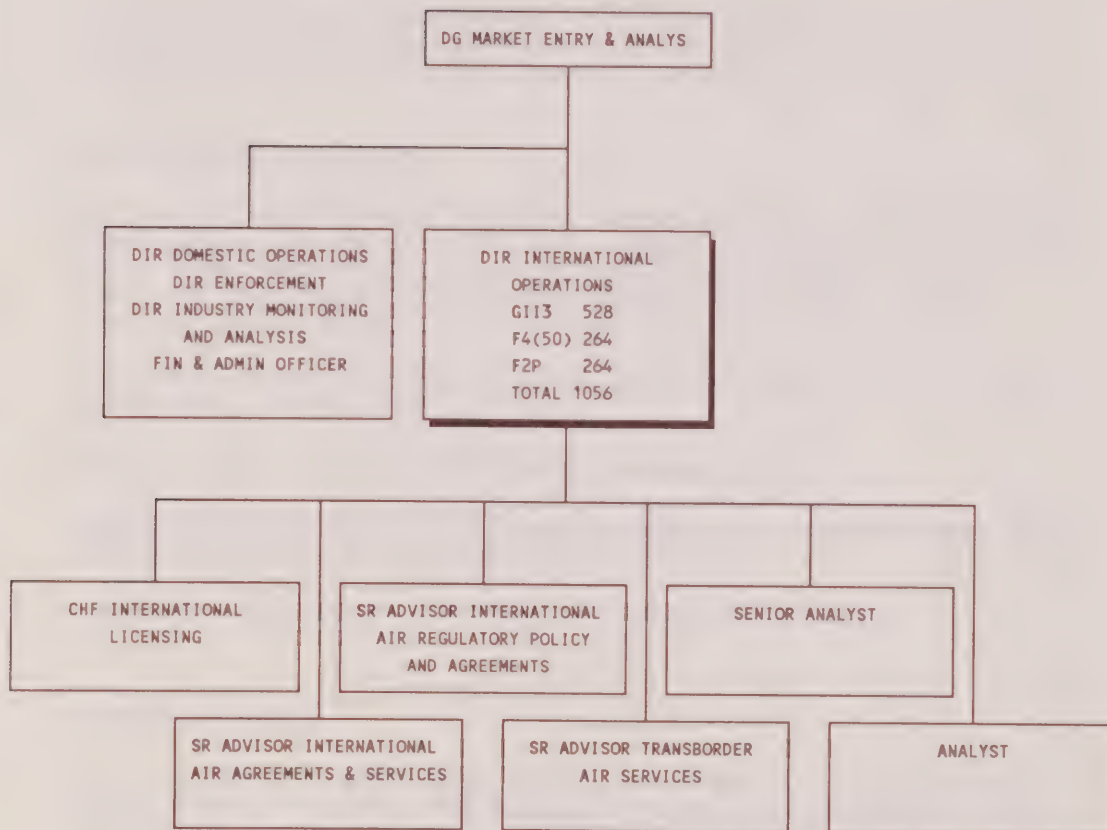 DG MARKET ENTRY & ANALYS
DIR DOMESTIC OPERATIONS
DIR ENFORCEMENT
DIR INDUSTRY MONITORING
AND ANALYSIS
FIN & ADMIN OFFICER
DIR INTERNATIONAL
OPERATIONS
GII3 528
F4(50) 264
F2P 264
TOTAL 1056
CHF INTERNATIONAL
LICENSING
SR ADVISOR INTERNATIONAL
AIR REGULATORY POLICY
AND AGREEMENTS
SENIOR ANALYST
SR ADVISOR INTERNATIONAL
AIR AGREEMENTS & SERVICES
SR ADVISOR TRANSBORDER
AIR SERVICES
ANALYST